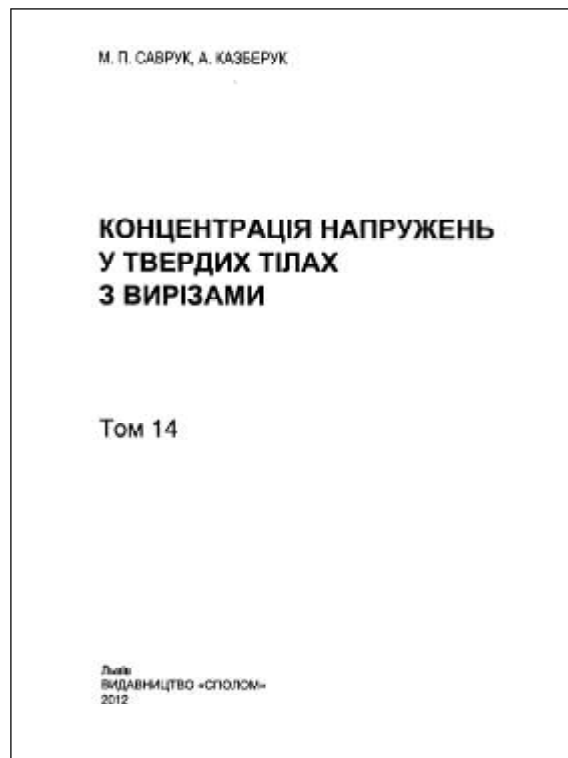 М. П. САВРУК, А. КАЗБЕРУК
КОНЦЕНТРАЦІЯ НАПРУЖЕНЬ
У ТВЕРДИХ ТІЛАХ
З ВИРІЗАМИ
Том 14
Львів
ВИДАВНИЦТВО «СПОЛОМ»
2012